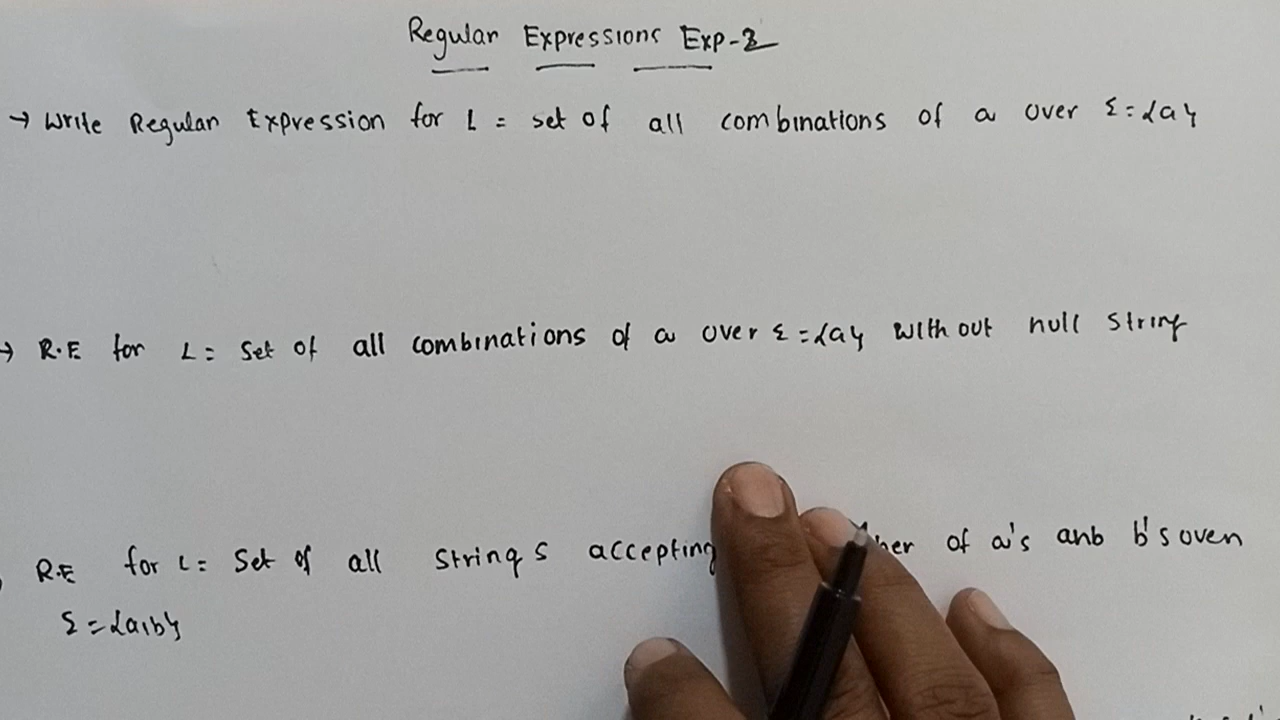 Regular Expressions Exp-2
→ Write Regular Expression for L = set of all combinations of a over Σ={a}
→ R.E for L= Set of all combinations of a over Σ={a} without null string
R.E for L= Set of all strings accepting of a's anb b's oven
Σ={a,b}